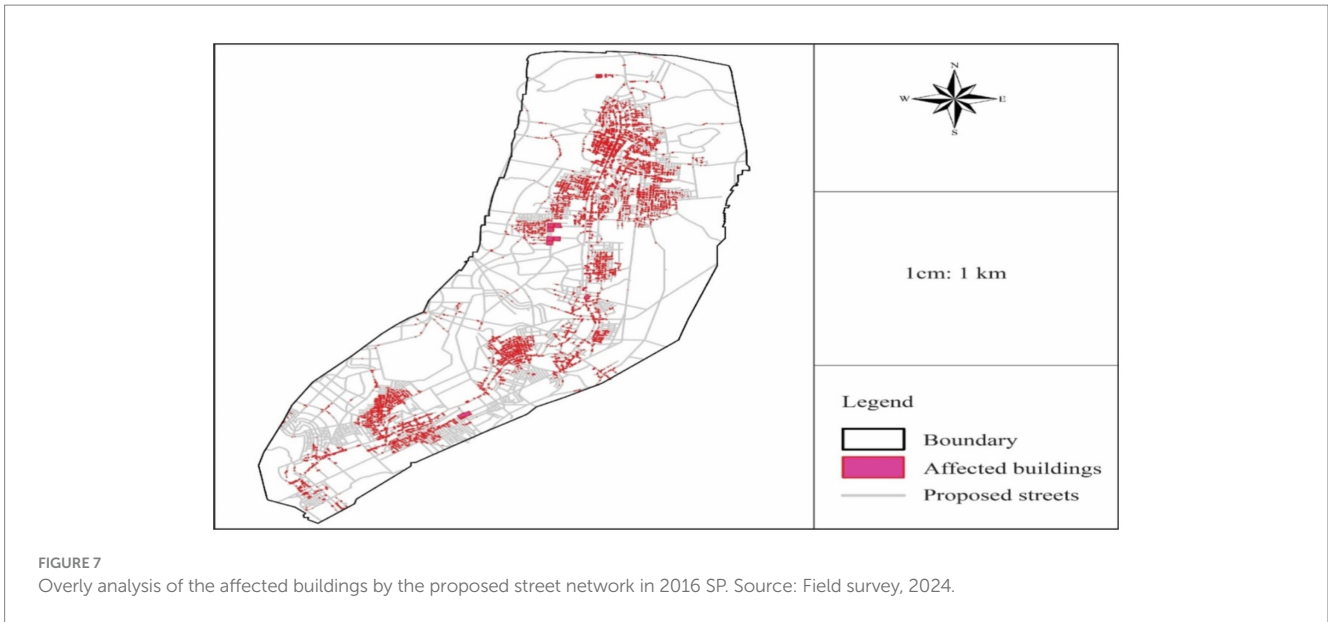 N
W E
S
1cm: 1 km
Legend
Boundary
Affected buildings
Proposed streets
FIGURE 7
Overly analysis of the affected buildings by the proposed street network in 2016 SP. Source: Field survey, 2024.